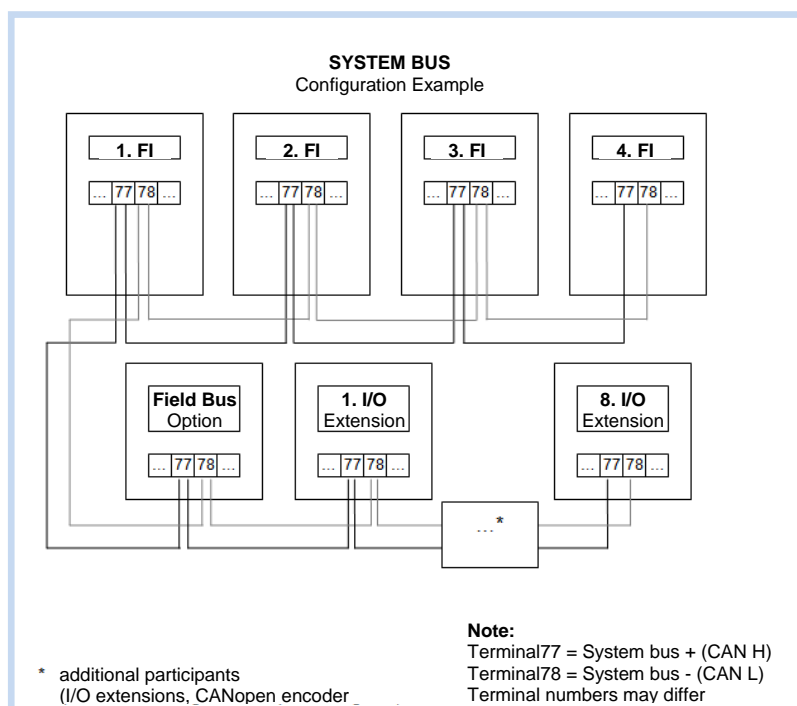 SYSTEM BUS
Configuration Example
1. FI
2. FI
3. FI
4. FI
... 77 78 ...
... 77 78 ...
... 77 78 ...
... 77 78 ...
Field Bus
Option
1. I/O
Extension
8. I/O
Extension
... 77 78 ...
... 77 78 ...
... 77 78 ...
...*
* additional participants
(I/O extensions, CANopen encoder
Note:
Terminal77 = System bus + (CAN H)
Terminal78 = System bus - (CAN L)
Terminal numbers may differ